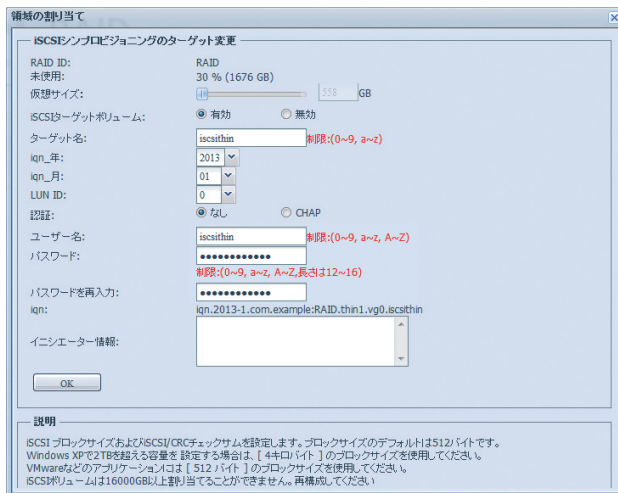 領域の割り当て
iSCSIシンプロビジョニングのターゲット変更
RAID ID: RAID
未使用: 30 % (1676 GB)
仮想サイズ: 558 GB
iSCSIターゲットボリューム: 有効 無効
ターゲット名: iscsithin 制限:(0~9, a~z)
iqn_年: 2013
iqn_月: 01
LUN ID: 0
認証: なし CHAP
ユーザー名: iscsithin 制限:(0~9, a~z, A~Z)
パスワード: ●●●●●●●●●●●●
制限:(0~9, a~z, A~Z,長さは12~16)
パスワードを再入力: ●●●●●●●●●●●●
iqn: iqn.2013-1.com.example:RAID.thin1.vg0.iscsithin
イニシエーター情報:
OK
説明
iSCSI ブロックサイズおよびiSCSI/CRCチェックサムを設定します。ブロックサイズのデフォルトは512バイトです。
Windows XPで2TBを超える容量を 設定する場合は、[ 4キロバイト ] のブロックサイズを使用してください。
VMwareなどのアプリケーションには [ 512 バイト ] のブロックサイズを使用してください。
iSCSIボリュームは16000GB以上割り当てることができません。再構成してください